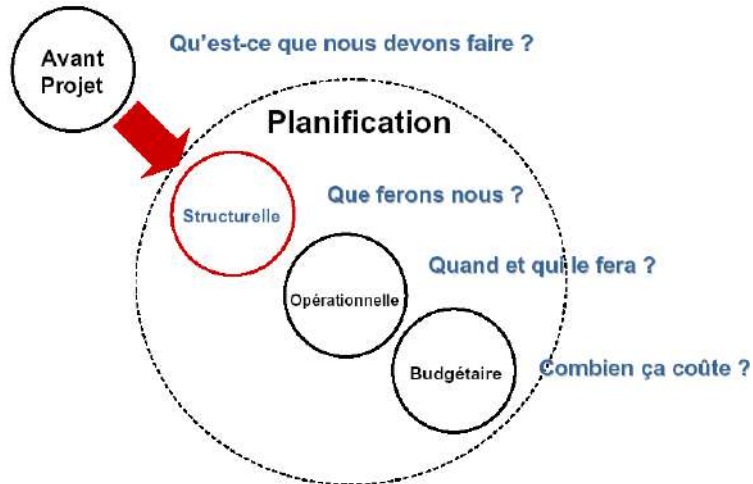 Qu'est-ce que nous devons faire ?
Avant
Projet
Planification
Que ferons nous ?
Structurelle
Quand et qui le fera ?
Opérationnelle
Combien ça coûte ?
Budgétaire